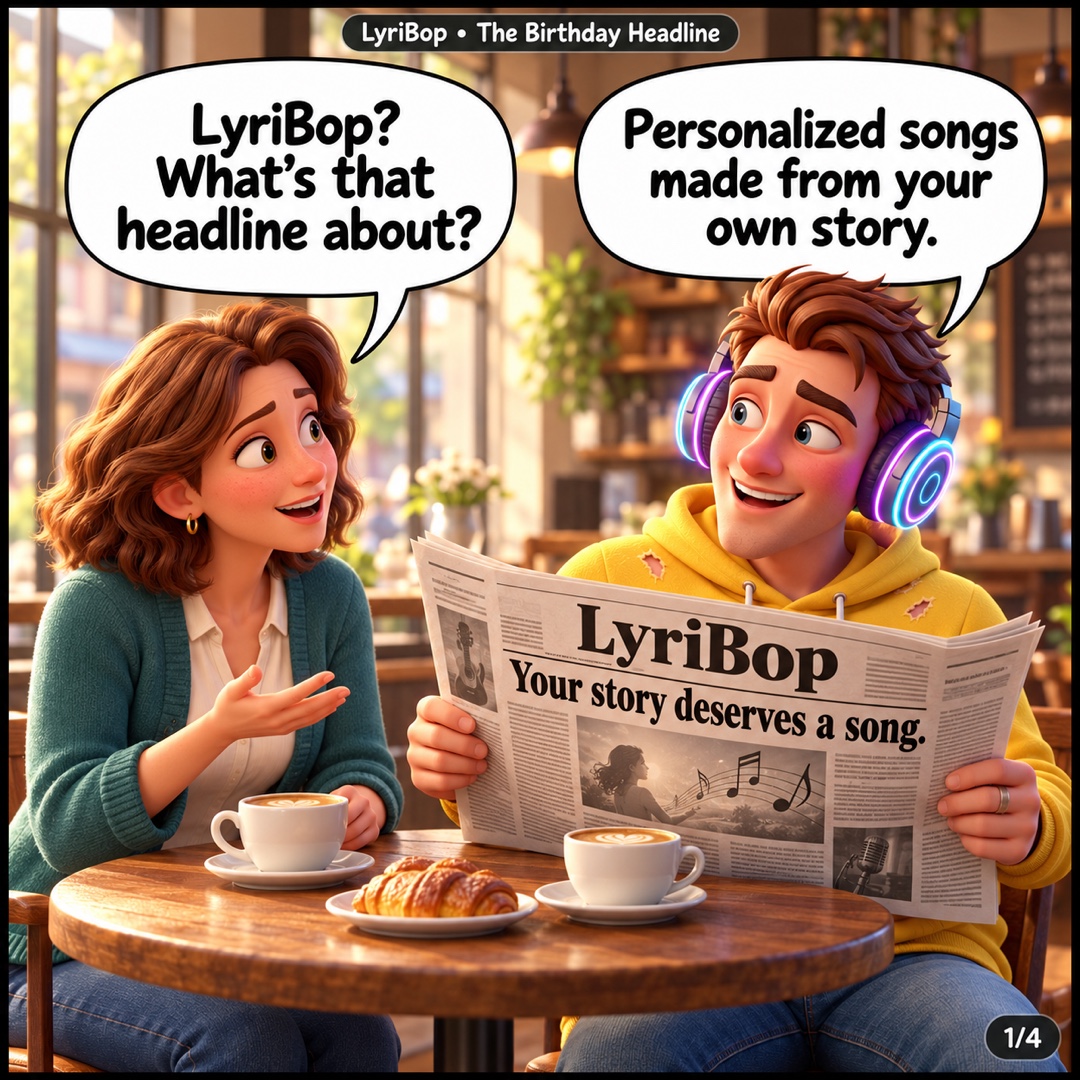 LyriBop • The Birthday Headline
LyriBop?
What's that
headline about?
Personalized songs
made from your
own story.
LyriBop
Your story deserves a song.
1/4